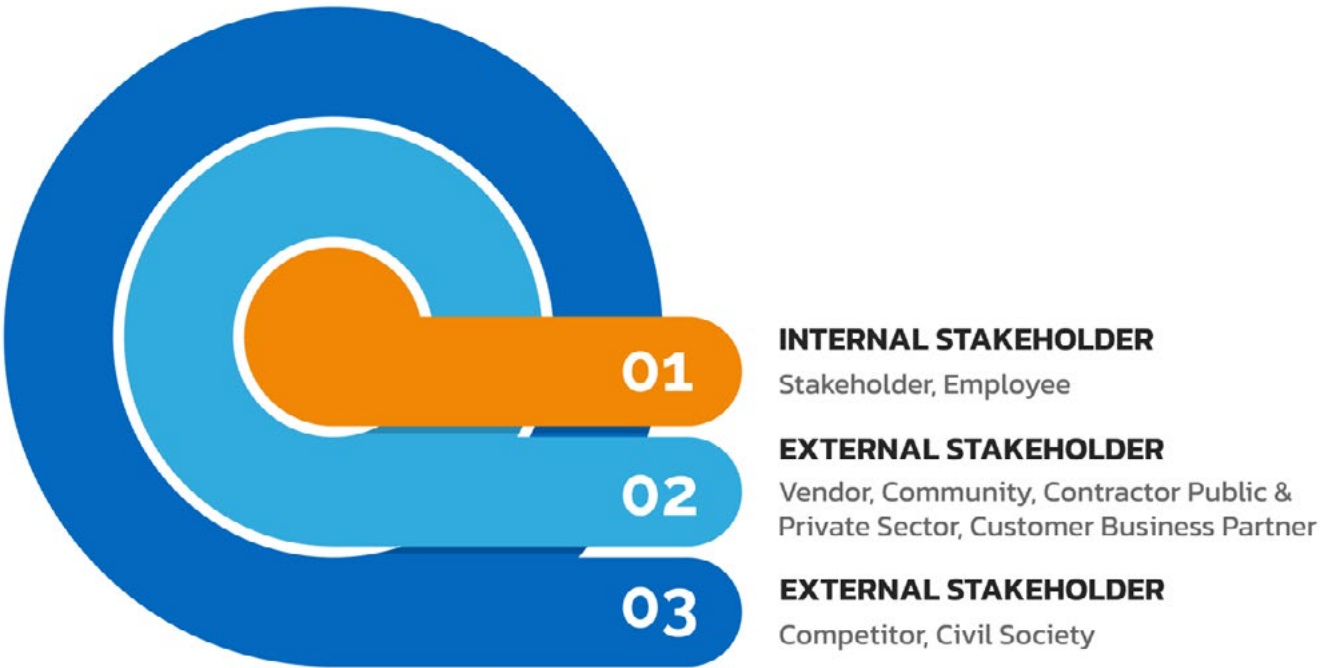 01
INTERNAL STAKEHOLDER
Stakeholder, Employee
02
EXTERNAL STAKEHOLDER
Vendor, Community, Contractor Public &
Private Sector, Customer Business Partner
03
EXTERNAL STAKEHOLDER
Competitor, Civil Society